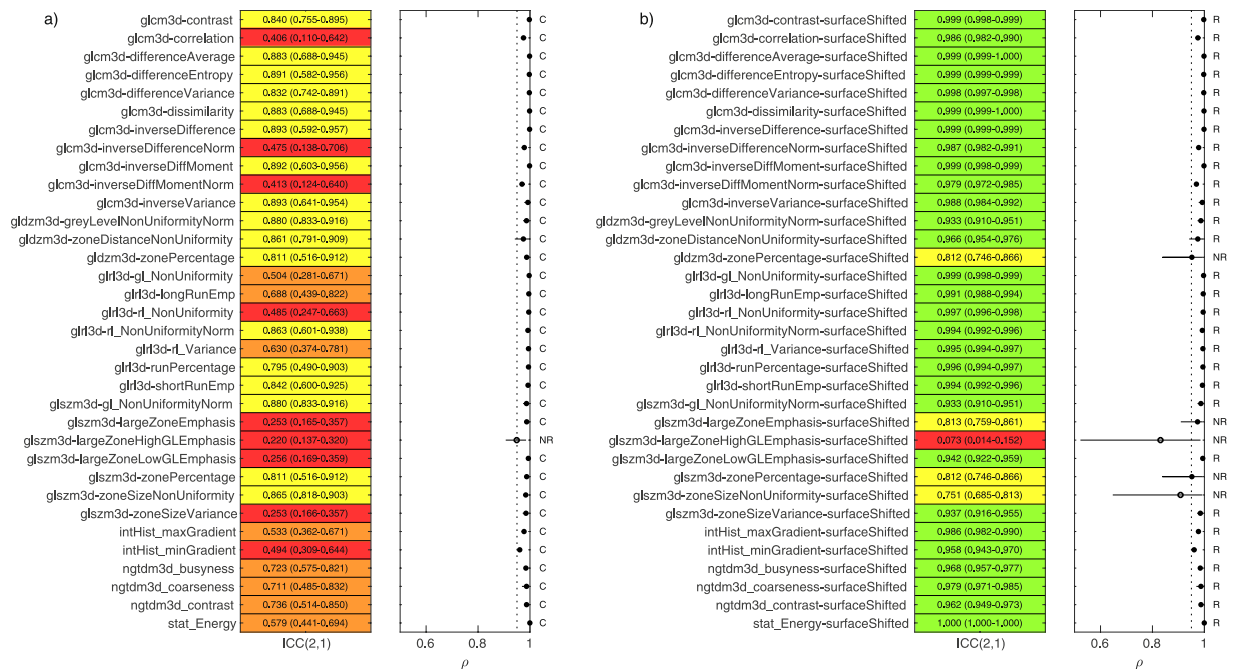 a)
glcm3d-contrast 0.840 (0.755-0.895) C
glcm3d-correlation 0.406 (0.110-0.642) C
glcm3d-differenceAverage 0.883 (0.688-0.945) C
glcm3d-differenceEntropy 0.891 (0.582-0.956) C
glcm3d-differenceVariance 0.832 (0.742-0.891) C
glcm3d-dissimilarity 0.883 (0.688-0.945) C
glcm3d-inverseDifference 0.893 (0.592-0.957) C
glcm3d-inverseDifferenceNorm 0.475 (0.138-0.706) C
glcm3d-inverseDiffMoment 0.892 (0.603-0.956) C
glcm3d-inverseDiffMomentNorm 0.413 (0.124-0.640) C
glcm3d-inverseVariance 0.893 (0.641-0.954) C
gldzm3d-greyLevelNonUniformityNorm 0.880 (0.833-0.916) C
gldzm3d-zoneDistanceNonUniformity 0.861 (0.791-0.909) C
gldzm3d-zonePercentage 0.811 (0.516-0.912) C
glrl3d-gl_NonUniformity 0.504 (0.281-0.671) C
glrl3d-longRunEmp 0.688 (0.439-0.822) C
glrl3d-rl_NonUniformity 0.485 (0.247-0.663) C
glrl3d-rl_NonUniformityNorm 0.863 (0.601-0.938) C
glrl3d-rl_Variance 0.630 (0.374-0.781) C
glrl3d-runPercentage 0.795 (0.490-0.903) C
glrl3d-shortRunEmp 0.842 (0.600-0.925) C
glszm3d-gl_NonUniformityNorm 0.880 (0.833-0.916) C
glszm3d-largeZoneEmphasis 0.253 (0.165-0.357) C
glszm3d-largeZoneHighGLEmphasis 0.220 (0.137-0.320) NR
glszm3d-largeZoneLowGLEmphasis 0.256 (0.169-0.359) C
glszm3d-zonePercentage 0.811 (0.516-0.912) C
glszm3d-zoneSizeNonUniformity 0.865 (0.818-0.903) C
glszm3d-zoneSizeVariance 0.253 (0.166-0.357) C
intHist_maxGradient 0.533 (0.362-0.671) C
intHist_minGradient 0.494 (0.309-0.644) C
ngtdm3d_busyness 0.723 (0.575-0.821) C
ngtdm3d_coarseness 0.711 (0.485-0.832) C
ngtdm3d_contrast 0.736 (0.514-0.850) C
stat_Energy 0.579 (0.441-0.694) C
ICC(2,1)
0.6 0.8 1
ρ
b)
glcm3d-contrast-surfaceShifted 0.999 (0.998-0.999) R
glcm3d-correlation-surfaceShifted 0.986 (0.982-0.990) R
glcm3d-differenceAverage-surfaceShifted 0.999 (0.999-1.000) R
glcm3d-differenceEntropy-surfaceShifted 0.999 (0.999-0.999) R
glcm3d-differenceVariance-surfaceShifted 0.998 (0.997-0.998) R
glcm3d-dissimilarity-surfaceShifted 0.999 (0.999-1.000) R
glcm3d-inverseDifference-surfaceShifted 0.999 (0.999-0.999) R
glcm3d-inverseDifferenceNorm-surfaceShifted 0.987 (0.982-0.991) R
glcm3d-inverseDiffMoment-surfaceShifted 0.999 (0.998-0.999) R
glcm3d-inverseDiffMomentNorm-surfaceShifted 0.979 (0.972-0.985) R
glcm3d-inverseVariance-surfaceShifted 0.988 (0.984-0.992) R
gldzm3d-greyLevelNonUniformityNorm-surfaceShifted 0.933 (0.910-0.951) R
gldzm3d-zoneDistanceNonUniformity-surfaceShifted 0.966 (0.954-0.976) R
gldzm3d-zonePercentage-surfaceShifted 0.812 (0.746-0.866) NR
glrl3d-gl_NonUniformity-surfaceShifted 0.999 (0.998-0.999) R
glrl3d-longRunEmp-surfaceShifted 0.991 (0.988-0.994) R
glrl3d-rl_NonUniformity-surfaceShifted 0.997 (0.996-0.998) R
glrl3d-rl_NonUniformityNorm-surfaceShifted 0.994 (0.992-0.996) R
glrl3d-rl_Variance-surfaceShifted 0.995 (0.994-0.997) R
glrl3d-runPercentage-surfaceShifted 0.996 (0.994-0.997) R
glrl3d-shortRunEmp-surfaceShifted 0.994 (0.992-0.996) R
glszm3d-gl_NonUniformityNorm-surfaceShifted 0.933 (0.910-0.951) R
glszm3d-largeZoneEmphasis-surfaceShifted 0.813 (0.759-0.861) NR
glszm3d-largeZoneHighGLEmphasis-surfaceShifted 0.073 (0.014-0.152) NR
glszm3d-largeZoneLowGLEmphasis-surfaceShifted 0.942 (0.922-0.959) R
glszm3d-zonePercentage-surfaceShifted 0.812 (0.746-0.866) NR
glszm3d-zoneSizeNonUniformity-surfaceShifted 0.751 (0.685-0.813) NR
glszm3d-zoneSizeVariance-surfaceShifted 0.937 (0.916-0.955) R
intHist_maxGradient-surfaceShifted 0.986 (0.982-0.990) R
intHist_minGradient-surfaceShifted 0.958 (0.943-0.970) R
ngtdm3d_busyness-surfaceShifted 0.968 (0.957-0.977) R
ngtdm3d_coarseness-surfaceShifted 0.979 (0.971-0.985) R
ngtdm3d_contrast-surfaceShifted 0.962 (0.949-0.973) R
stat_Energy-surfaceShifted 1.000 (1.000-1.000) R
ICC(2,1)
0.6 0.8 1
ρ